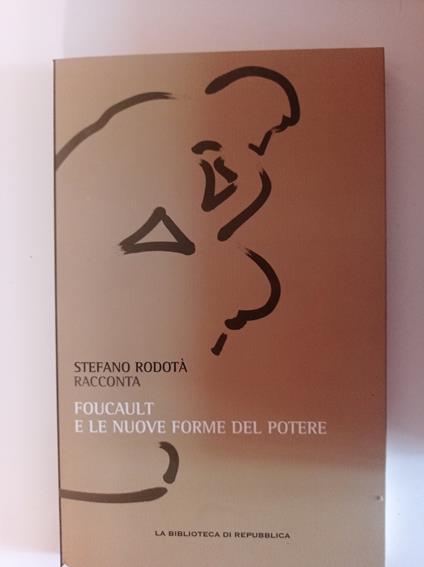 STEFANO RODOTÀ
RACCONTA
FOUCAULT
E LE NUOVE FORME DEL POTERE
LA BIBLIOTECA DI REPUBBLICA